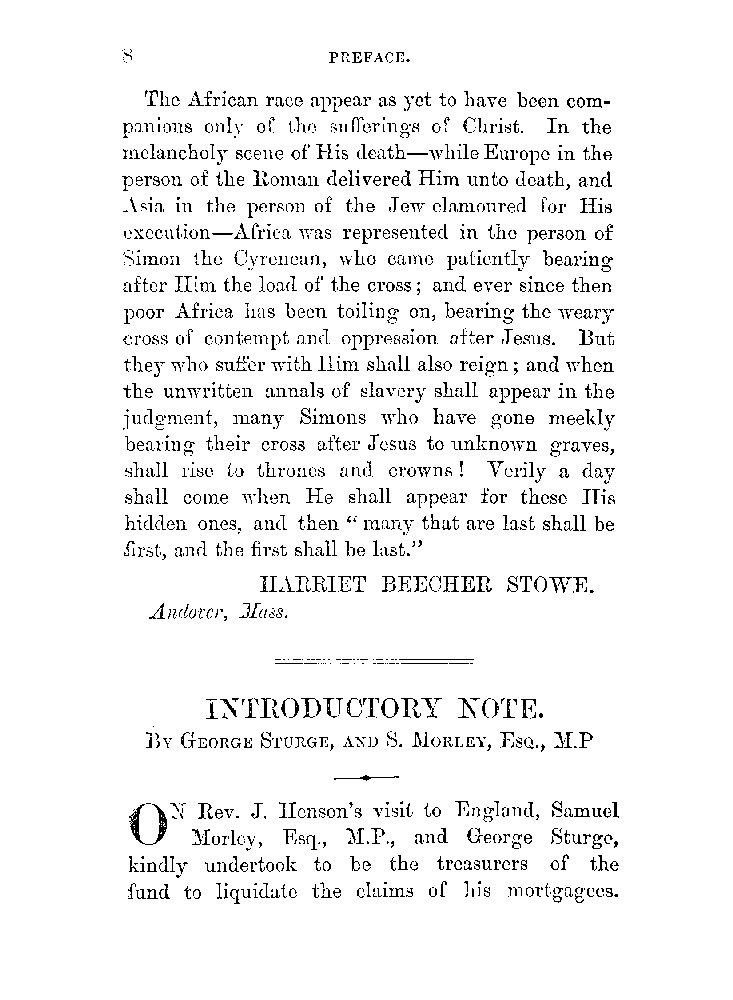 8 PREFACE.
The African race appear as yet to have been com-
panions only of the sufferings of Christ. In the
melancholy scene of His death—while Europe in the
person of the Roman delivered Him unto death, and
Asia in the person of the Jew clamoured for His
execution—Africa was represented in the person of
Simon the Cyrenean, who came patiently bearing
after Him the load of the cross; and ever since then
poor Africa has been toiling on, bearing the weary
cross of contempt and oppression after Jesus. But
they who suffer with Him shall also reign; and when
the unwritten annals of slavery shall appear in the
judgment, many Simons who have gone meekly
bearing their cross after Jesus to unknown graves,
shall rise to thrones and crowns! Verily a day
shall come when He shall appear for these His
hidden ones, and then “many that are last shall be
first, and the first shall be last.”
HARRIET BEECHER STOWE.
Andover, Mass.
INTRODUCTORY NOTE.
By George Sturge, and S. Morley, Esq., M.P
ON Rev. J. Henson’s visit to England, Samuel
Morley, Esq., M.P., and George Sturge,
kindly undertook to be the treasurers of the
fund to liquidate the claims of his mortgagees.